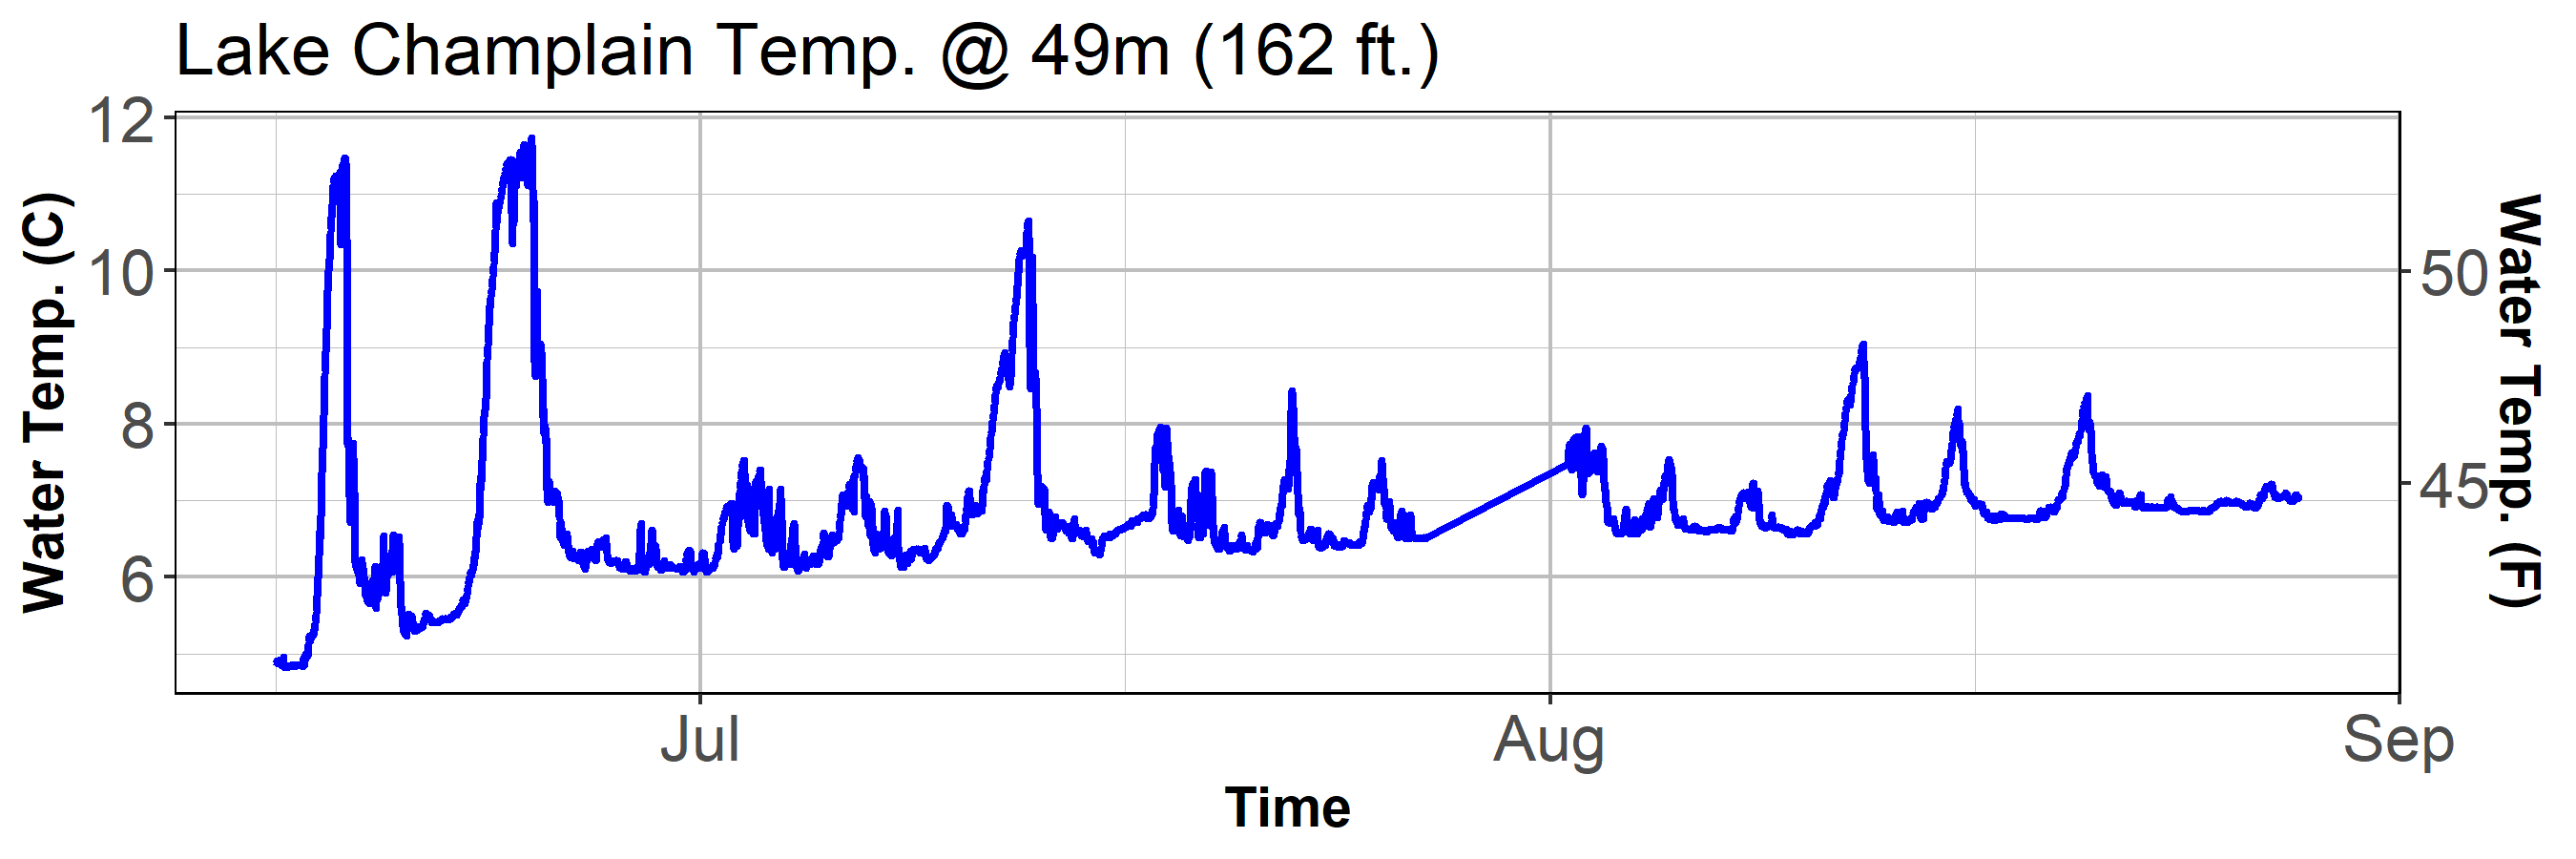 Lake Champlain Temp. @ 49m (162 ft.)
12
10
8
6
Water Temp. (C)
50
45
Water Temp. (F)
Jul
Aug
Sep
Time